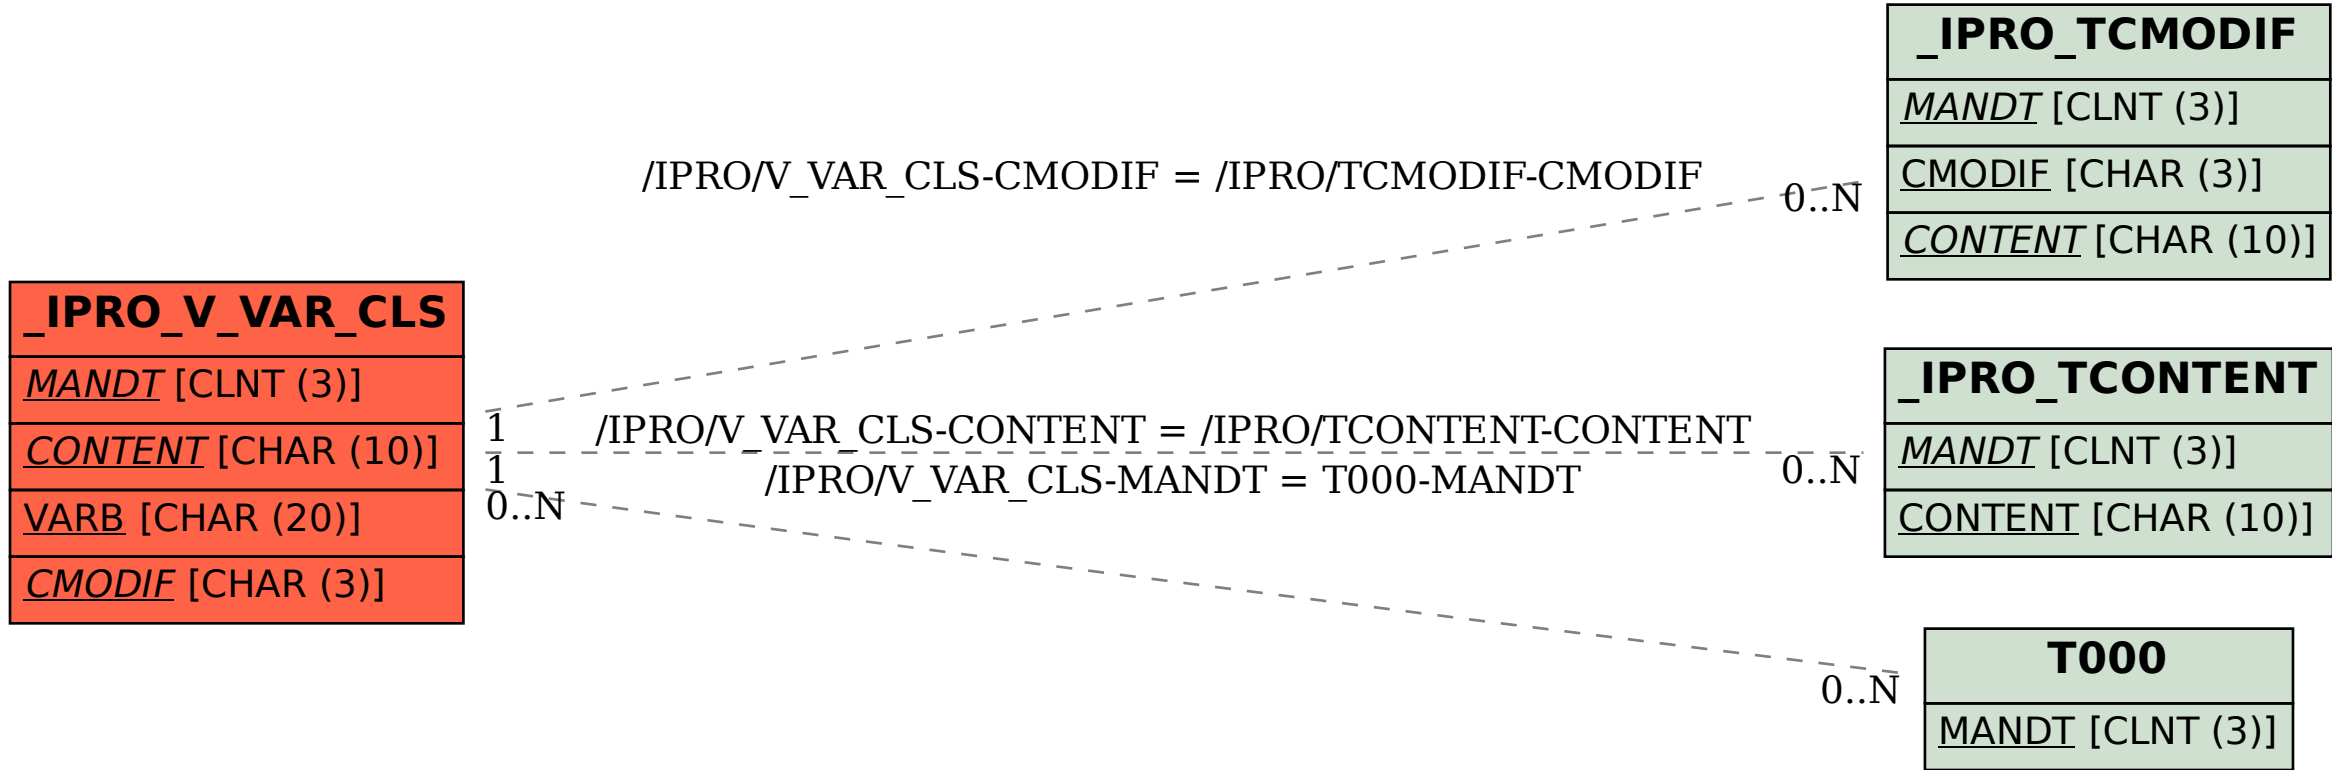 _IPRO_V_VAR_CLS
MANDT [CLNT (3)]
CONTENT [CHAR (10)]
VARB [CHAR (20)]
CMODIF [CHAR (3)]
/IPRO/V_VAR_CLS-CMODIF = /IPRO/TCMODIF-CMODIF
0..N
1
/IPRO/V_VAR_CLS-CONTENT = /IPRO/TCONTENT-CONTENT
0..N
1
/IPRO/V_VAR_CLS-MANDT = T000-MANDT
0..N
0..N
_IPRO_TCMODIF
MANDT [CLNT (3)]
CMODIF [CHAR (3)]
CONTENT [CHAR (10)]
_IPRO_TCONTENT
MANDT [CLNT (3)]
CONTENT [CHAR (10)]
T000
MANDT [CLNT (3)]